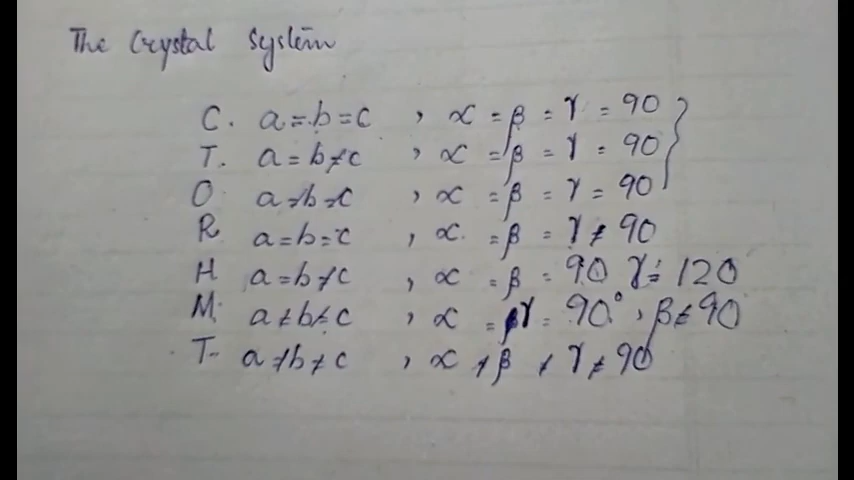 The Crystal System
C. a = b = c , α = β = γ = 90
T. a = b ≠ c , α = β = γ = 90
O. a ≠ b ≠ c , α = β = γ = 90
R a = b = c , α = β = γ ≠ 90
H a = b ≠ c , α = β = 90 γ = 120
M. a ≠ b ≠ c , α = γ = 90° , β ≠ 90
T- a ≠ b ≠ c , α ≠ β ≠ γ ≠ 90